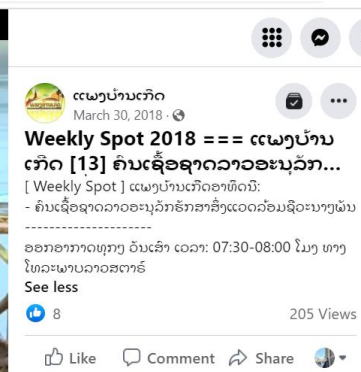 ແພງບ້ານເກີດ
March 30, 2018 ·
Weekly Spot 2018 === ແພງບ້ານ
ເກີດ [13] ຄົນເຊື້ອຊາດລາວອະນຸລັກ...
[ Weekly Spot ] ແພງບ້ານເກີດອາທິດນີ:
- ຄົນເຊື້ອຊາດລາວອະນຸລັກຮັກສາສິ່ງແວດລ້ອມຊີວະນາໆພັນ
---------------------
ອອກອາກາດທຸກໆ ວັນເສົາ ເວລາ: 07:30-08:00 ໂມງ ທາງ
ໂທລະພາບລາວສຕາຣ໌
See less
8
205 Views
Like Comment Share